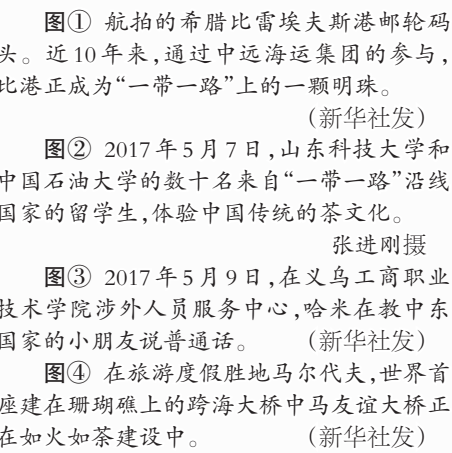 图① 航拍的希腊比雷埃夫斯港邮轮码
头。近10年来,通过中远海运集团的参与,
比港正成为“一带一路”上的一颗明珠。
(新华社发)
图② 2017年5月7日,山东科技大学和
中国石油大学的数十名来自“一带一路”沿线
国家的留学生,体验中国传统的茶文化。
张进刚摄
图③ 2017年5月9日,在义乌工商职业
技术学院涉外人员服务中心,哈米在教中东
国家的小朋友说普通话。 (新华社发)
图④ 在旅游度假胜地马尔代夫,世界首
座建在珊瑚礁上的跨海大桥中马友谊大桥正
在如火如荼建设中。 (新华社发)